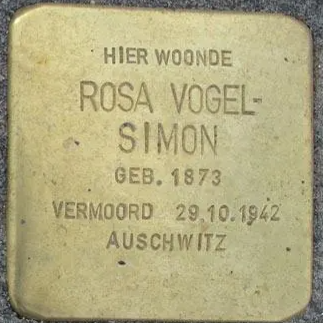 HIER WOONDE
ROSA VOGEL-
SIMON
GEB. 1873
VERMOORD 29.10.1942
AUSCHWITZ